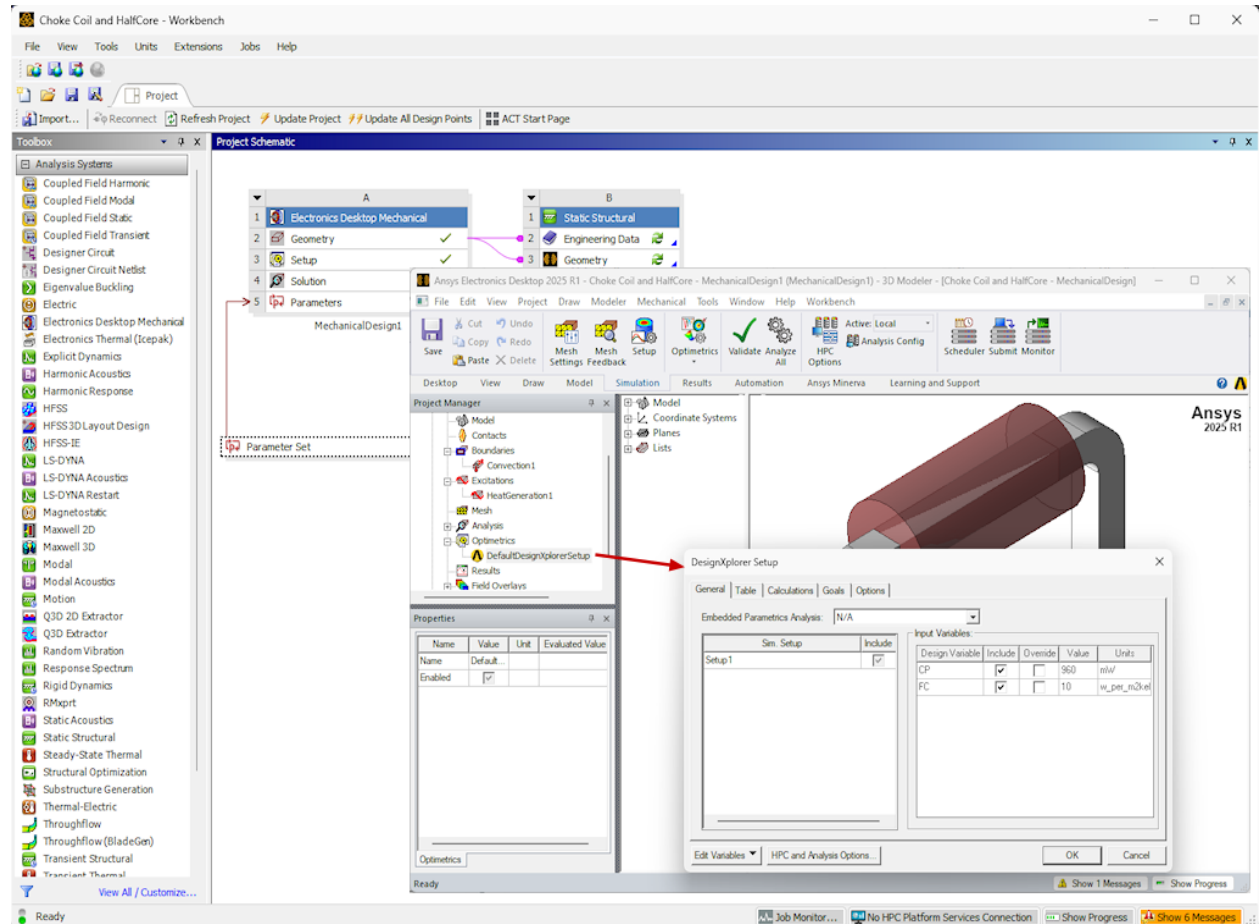 Choke Coil and HalfCore - Workbench
File View Tools Units Extensions Jobs Help
Project
Import... Reconnect Refresh Project Update Project Update All Design Points ACT Start Page
Toolbox
Project Schematic
Analysis Systems
Coupled Field Harmonic
Coupled Field Modal
Coupled Field Static
Coupled Field Transient
Designer Circuit
Designer Circuit Netlist
Eigenvalue Buckling
Electric
Electronics Desktop Mechanical
Electronics Thermal (Icepak)
Explicit Dynamics
Harmonic Acoustics
Harmonic Response
HFSS
HFSS 3D Layout Design
HFSS-IE
LS-DYNA
LS-DYNA Acoustics
LS-DYNA Restart
Magnetostatic
Maxwell 2D
Maxwell 3D
Modal
Modal Acoustics
Motion
Q3D 2D Extractor
Q3D Extractor
Random Vibration
Response Spectrum
Rigid Dynamics
RMxprt
Static Acoustics
Static Structural
Steady-State Thermal
Structural Optimization
Substructure Generation
Thermal-Electric
Throughflow
Throughflow (BladeGen)
Transient Structural
Transient Thermal
View All / Customize...
A
1 Electronics Desktop Mechanical
2 Geometry
3 Setup
4 Solution
5 Parameters
MechanicalDesign1
B
1 Static Structural
2 Engineering Data
3 Geometry
Parameter Set
Ansys Electronics Desktop 2025 R1 - Choke Coil and HalfCore - MechanicalDesign1 (MechanicalDesign1) - 3D Modeler - [Choke Coil and HalfCore - MechanicalDesign]
File Edit View Project Draw Modeler Mechanical Tools Window Help Workbench
Save
Cut Undo
Copy Redo
Paste Delete
Mesh Settings
Mesh Feedback
Setup
Optimetrics
Validate
Analyze All
HPC Options
Active: Local
Analysis Config
Scheduler Submit Monitor
Desktop View Draw Model Simulation Results Automation Ansys Minerva Learning and Support
Project Manager
Model
Contacts
Boundaries
Convection1
Excitations
HeatGeneration1
Mesh
Analysis
Optimetrics
DefaultDesignXplorerSetup
Results
Field Overlays
Model
Coordinate Systems
Planes
Lists
Ansys
2025 R1
Properties
Name Value Unit Evaluated Value
Name Default...
Enabled
Optimetrics
DesignXplorer Setup
General Table Calculations Goals Options
Embedded Parametrics Analysis: N/A
Sim. Setup Include
Setup1
Input Variables:
Design Variable Include Override Value Units
CP 960 mW
FC 10 w_per_m2kel
Edit Variables HPC and Analysis Options... OK Cancel
Ready
Show 1 Messages Show Progress
Ready
Job Monitor... No HPC Platform Services Connection Show Progress Show 6 Messages